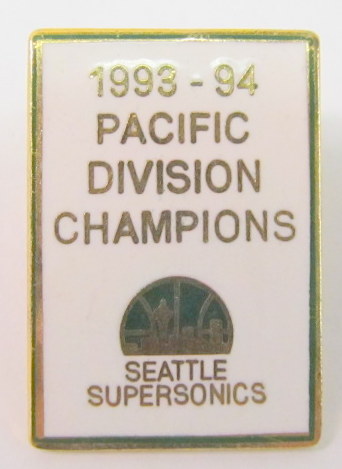 1993 - 94
PACIFIC
DIVISION
CHAMPIONS
SEATTLE
SUPERSONICS